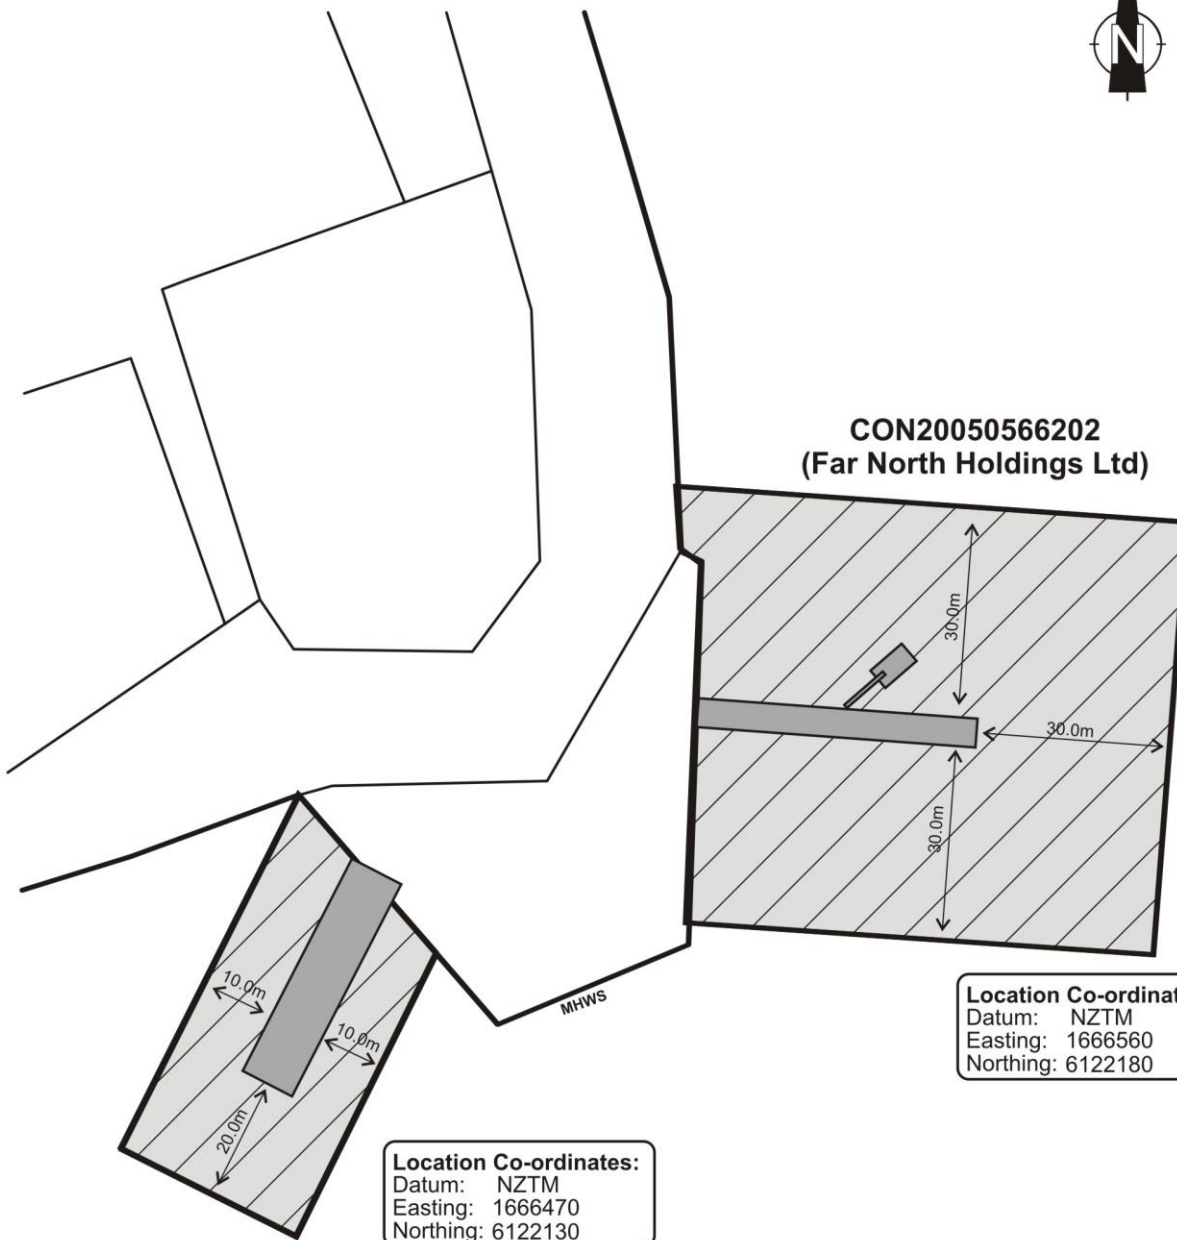 N
CON20050566202
(Far North Holdings Ltd)
30.0m
30.0m
30.0m
10.0m
10.0m
20.0m
MHWS
Location Co-ordinat
Datum: NZTM
Easting: 1666560
Northing: 6122180
Location Co-ordinates:
Datum: NZTM
Easting: 1666470
Northing: 6122130